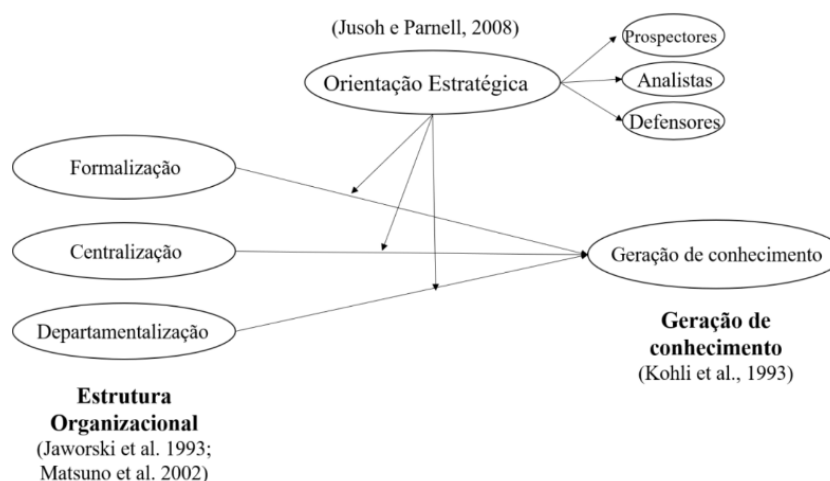 (Jusoh e Parnell, 2008)
Orientação Estratégica
Prospectores
Analistas
Defensores
Formalização
Centralização
Departamentalização
Geração de conhecimento
Estrutura
Organizacional
(Jaworski et al. 1993;
Matsuno et al. 2002)
Geração de
conhecimento
(Kohli et al., 1993)